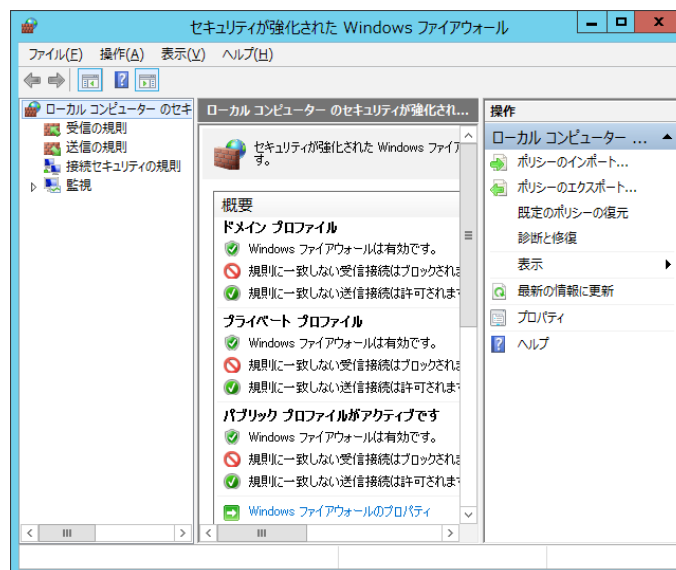 セキュリティが強化された Windows ファイアウォール
ファイル(F) 操作(A) 表示(V) ヘルプ(H)
ローカル コンピューター のセキ
受信の規則
送信の規則
接続セキュリティの規則
監視
ローカル コンピューター のセキュリティが強化され...
セキュリティが強化された Windows ファイア
す。
概要
ドメイン プロファイル
Windows ファイアウォールは有効です。
規則に一致しない受信接続はブロックされ
規則に一致しない送信接続は許可されま
プライベート プロファイル
Windows ファイアウォールは有効です。
規則に一致しない受信接続はブロックされ
規則に一致しない送信接続は許可されま
パブリック プロファイルがアクティブです
Windows ファイアウォールは有効です。
規則に一致しない受信接続はブロックされ
規則に一致しない送信接続は許可されま
Windows ファイアウォールのプロパティ
操作
ローカル コンピューター ...
ポリシーのインポート...
ポリシーのエクスポート...
既定のポリシーの復元
診断と修復
表示
最新の情報に更新
プロパティ
ヘルプ